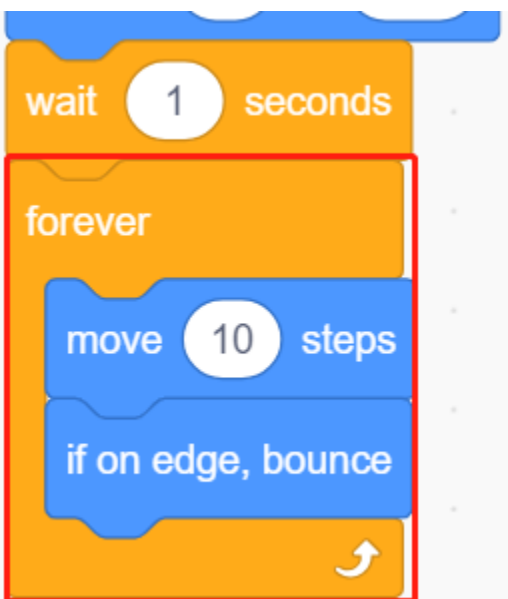 wait 1 seconds
forever
move 10 steps
if on edge, bounce